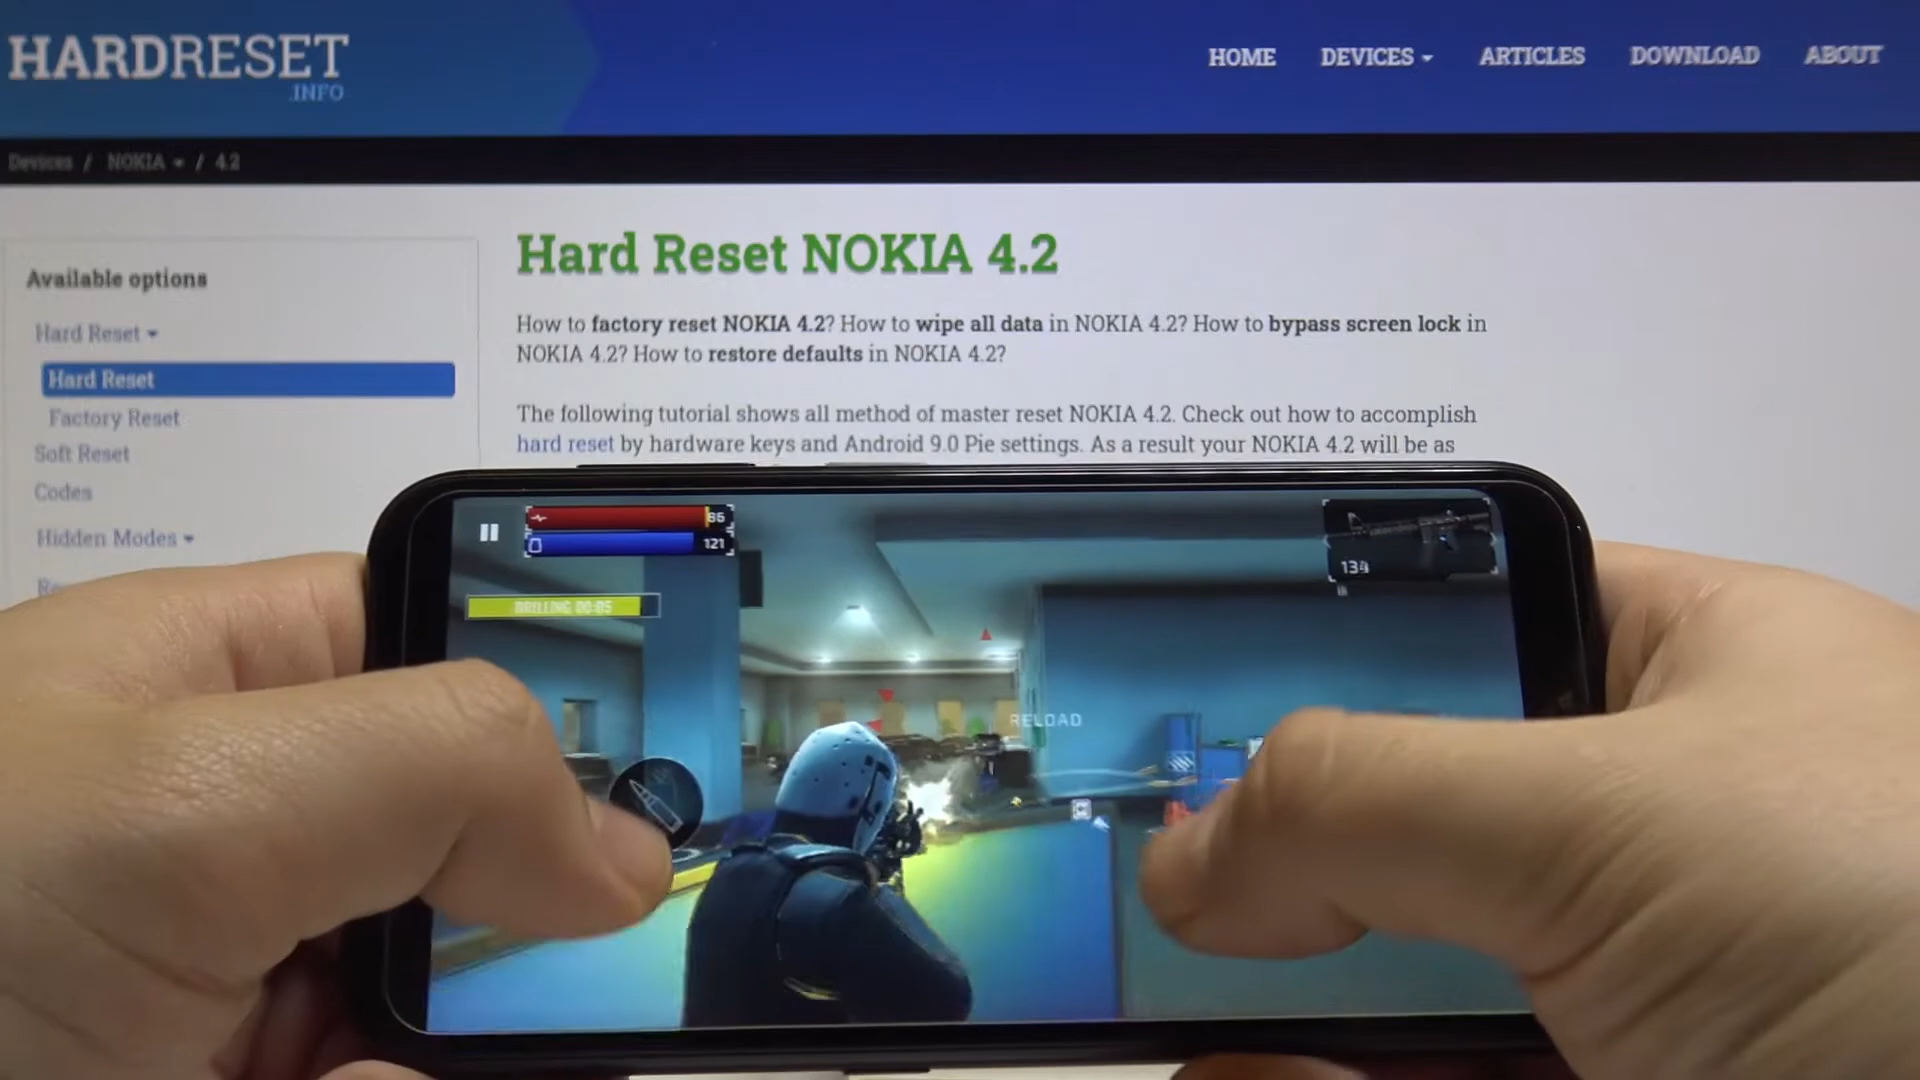 HARDRESET
.INFO
HOME DEVICES ARTICLES DOWNLOAD ABOUT
Devices / NOKIA / 4.2
Available options
Hard Reset
Hard Reset
Factory Reset
Soft Reset
Codes
Hidden Modes
Hard Reset NOKIA 4.2
How to factory reset NOKIA 4.2? How to wipe all data in NOKIA 4.2? How to bypass screen lock in
NOKIA 4.2? How to restore defaults in NOKIA 4.2?
The following tutorial shows all method of master reset NOKIA 4.2. Check out how to accomplish
hard reset by hardware keys and Android 9.0 Pie settings. As a result your NOKIA 4.2 will be as
86
121
DRILLING 00:05
134
RELOAD